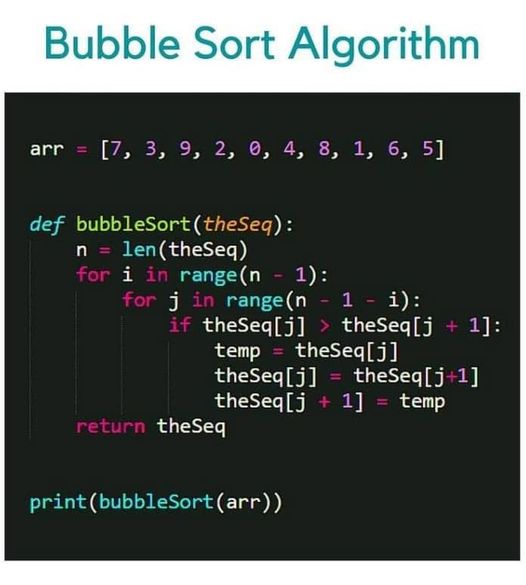 Bubble Sort Algorithm
arr = [7, 3, 9, 2, 0, 4, 8, 1, 6, 5]
def bubbleSort(theSeq):
    n = len(theSeq)
    for i in range(n - 1):
        for j in range(n - 1 - i):
            if theSeq[j] > theSeq[j + 1]:
                temp = theSeq[j]
                theSeq[j] = theSeq[j+1]
                theSeq[j + 1] = temp
    return theSeq
print(bubbleSort(arr))